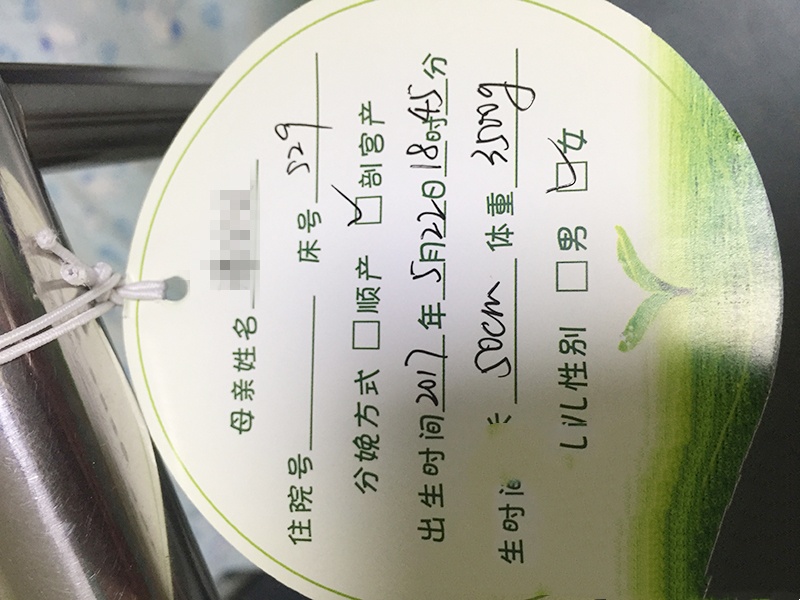 母亲姓名
住院号 床号 529
分娩方式 □顺产 ☑剖宫产
出生时间 2017 年 5月 22日 18时 45分
生时 50cm 体重 3500g
性别 □男 ☑女